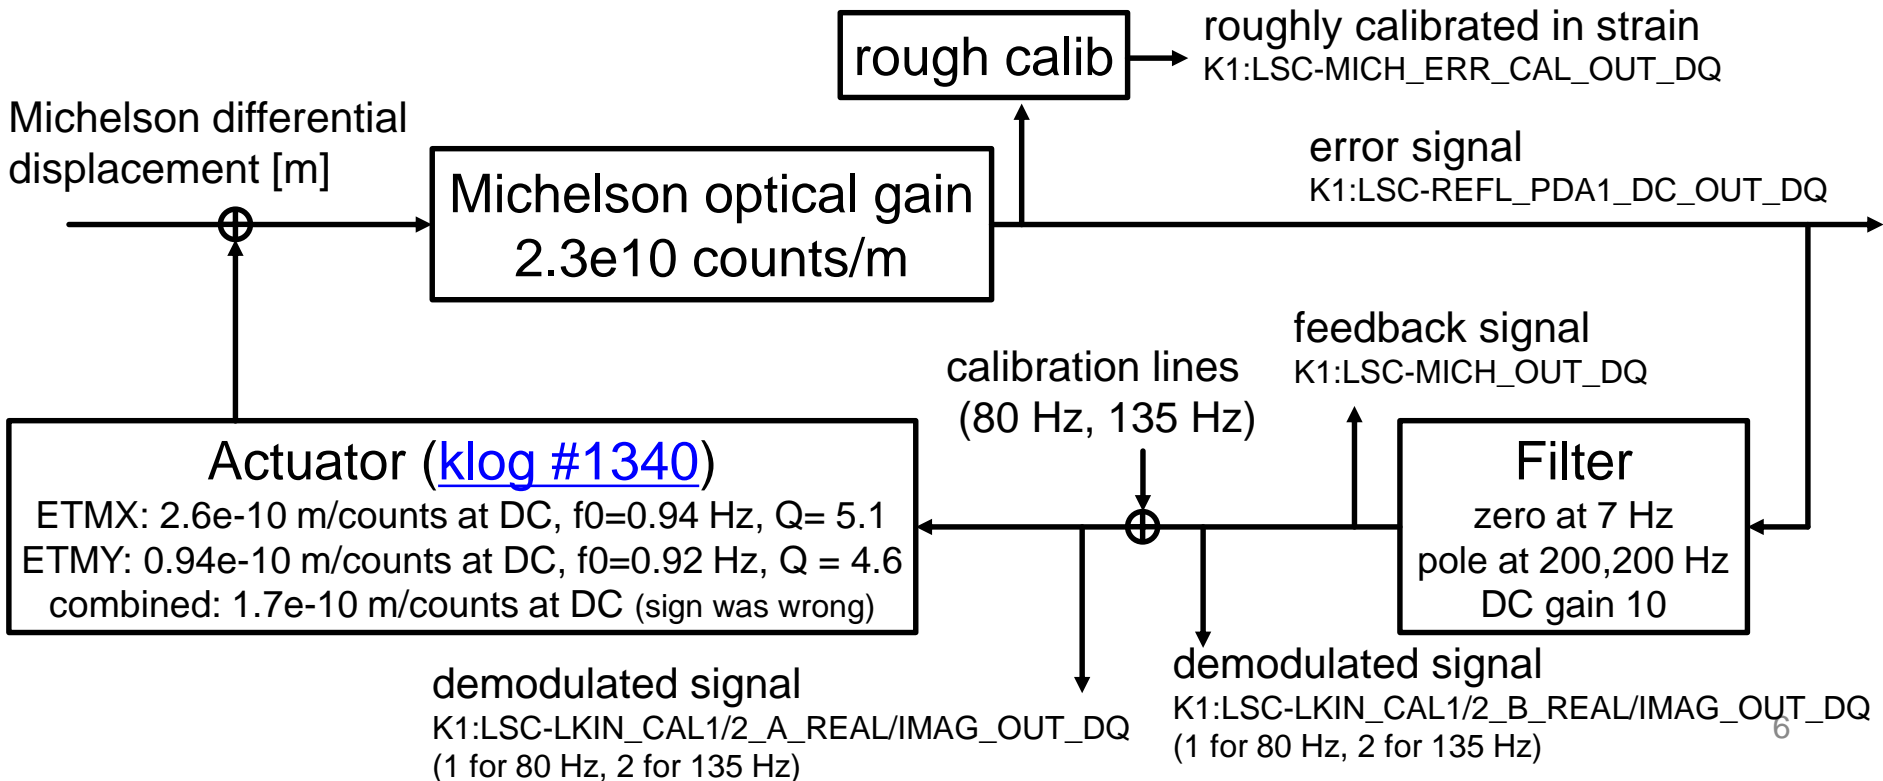 rough calib
roughly calibrated in strain
K1:LSC-MICH_ERR_CAL_OUT_DQ
Michelson differential
displacement [m]
Michelson optical gain
2.3e10 counts/m
error signal
K1:LSC-REFL_PDA1_DC_OUT_DQ
feedback signal
K1:LSC-MICH_OUT_DQ
calibration lines
(80 Hz, 135 Hz)
Actuator (klog #1340)
ETMX: 2.6e-10 m/counts at DC, f0=0.94 Hz, Q= 5.1
ETMY: 0.94e-10 m/counts at DC, f0=0.92 Hz, Q = 4.6
combined: 1.7e-10 m/counts at DC (sign was wrong)
Filter
zero at 7 Hz
pole at 200,200 Hz
DC gain 10
demodulated signal
K1:LSC-LKIN_CAL1/2_A_REAL/IMAG_OUT_DQ
(1 for 80 Hz, 2 for 135 Hz)
demodulated signal
K1:LSC-LKIN_CAL1/2_B_REAL/IMAG_OUT_DQ
(1 for 80 Hz, 2 for 135 Hz)
6